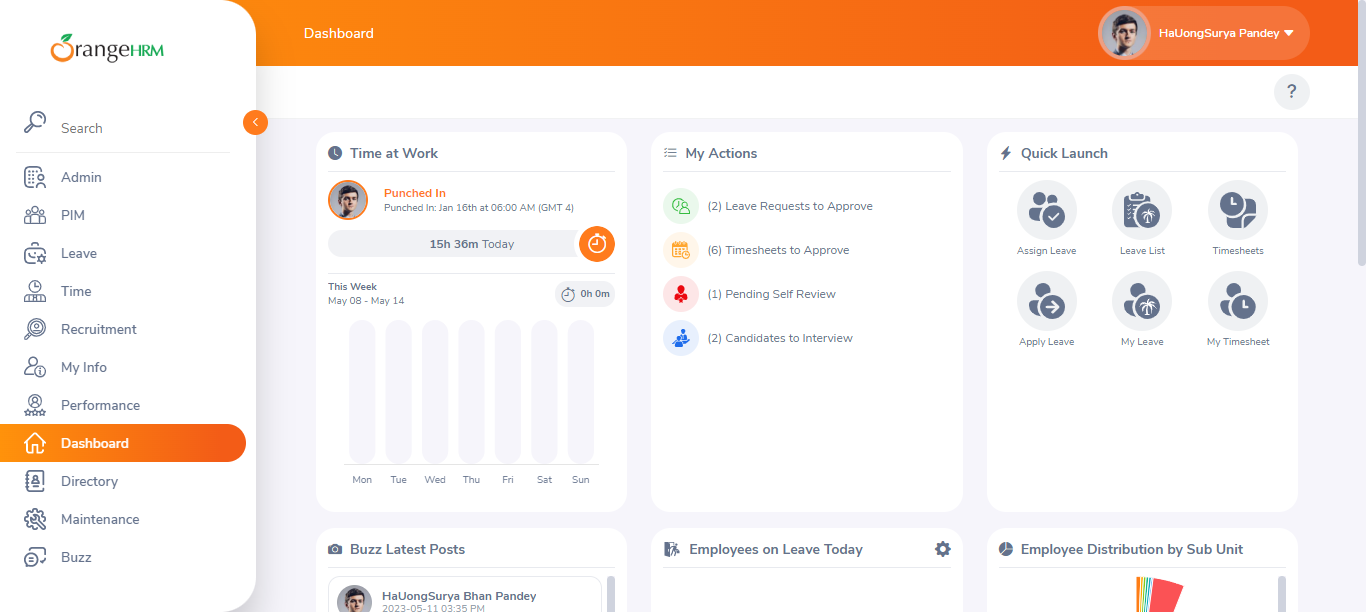 OrangeHRM
Search
Admin
PIM
Leave
Time
Recruitment
My Info
Performance
Dashboard
Directory
Maintenance
Buzz
Dashboard
HaUongSurya Pandey
?
Time at Work
Punched In
Punched In: Jan 16th at 06:00 AM (GMT 4)
15h 36m Today
This Week
May 08 - May 14
0h 0m
Mon Tue Wed Thu Fri Sat Sun
My Actions
(2) Leave Requests to Approve
(6) Timesheets to Approve
(1) Pending Self Review
(2) Candidates to Interview
Quick Launch
Assign Leave Leave List Timesheets
Apply Leave My Leave My Timesheet
Buzz Latest Posts
HaUongSurya Bhan Pandey
2023-05-11 03:35 PM
Employees on Leave Today
Employee Distribution by Sub Unit